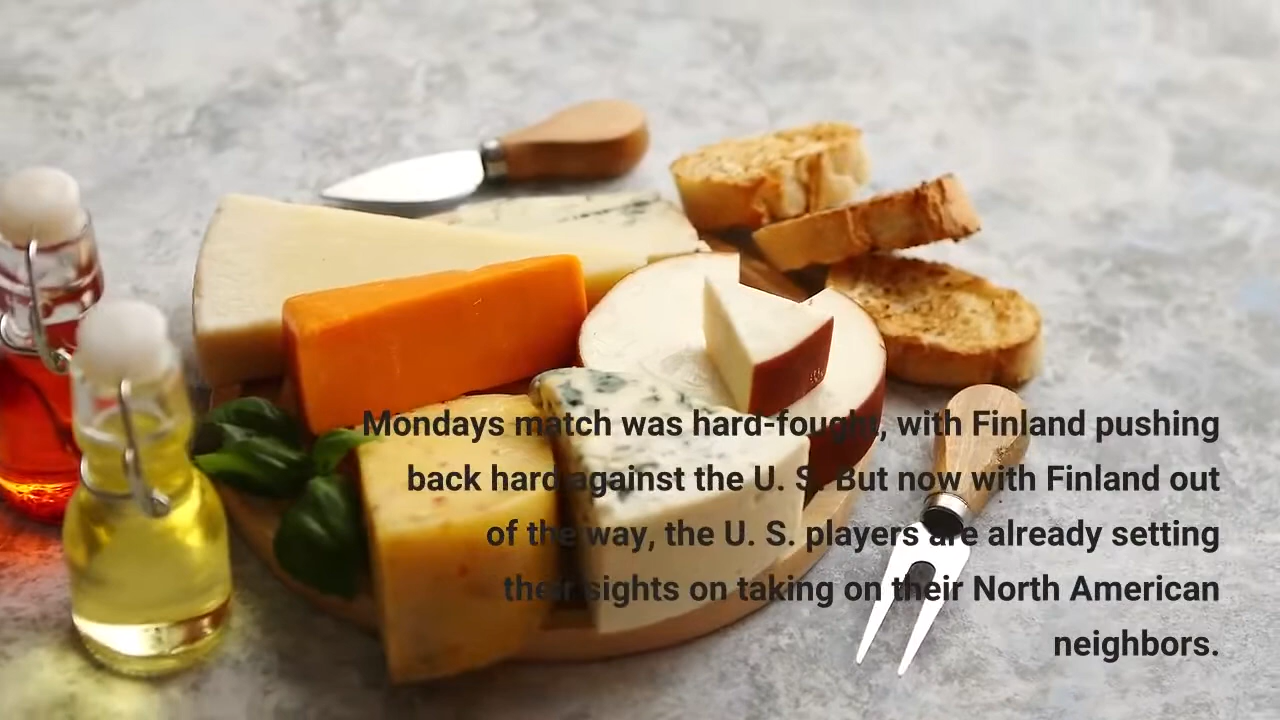 Mondays match was hard-fought, with Finland pushing
back hard against the U. S. But now with Finland out
of the way, the U. S. players are already setting
their sights on taking on their North American
neighbors.